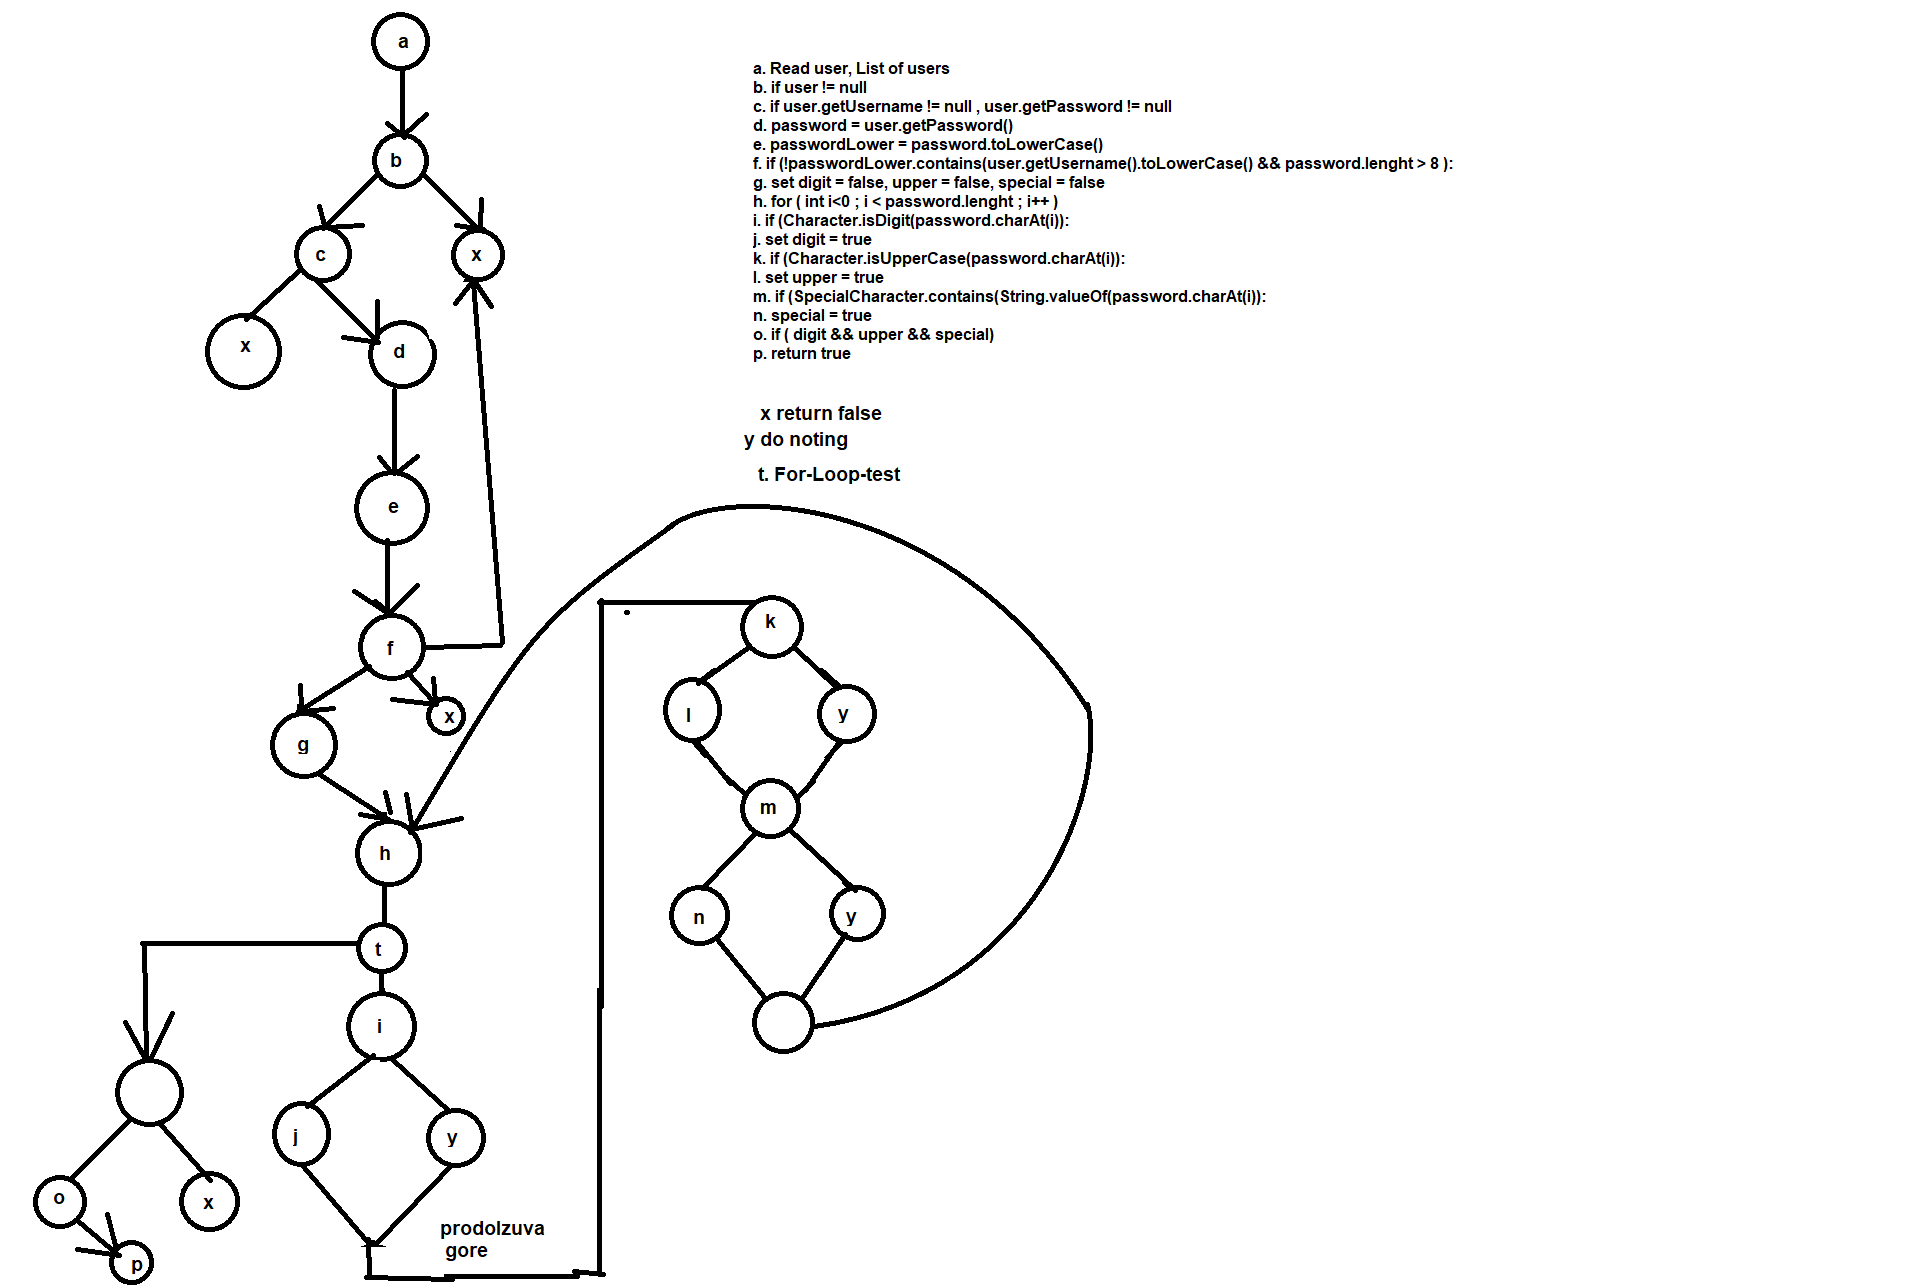 a
a. Read user, List of users
b. if user != null
c. if user.getUsername != null , user.getPassword != null
d. password = user.getPassword()
e. passwordLower = password.toLowerCase()
f. if (!passwordLower.contains(user.getUsername().toLowerCase() && password.lenght > 8 ):
g. set digit = false, upper = false, special = false
h. for ( int i<0 ; i < password.lenght ; i++ )
i. if (Character.isDigit(password.charAt(i)):
j. set digit = true
k. if (Character.isUpperCase(password.charAt(i)):
l. set upper = true
m. if (SpecialCharacter.contains(String.valueOf(password.charAt(i)):
n. special = true
o. if ( digit && upper && special)
p. return true
x return false
y do noting
t. For-Loop-test
b
c
x
x
d
e
f
x
g
h
t
i
j
y
o
x
p
prodolzuva
gore
k
l
y
m
n
y